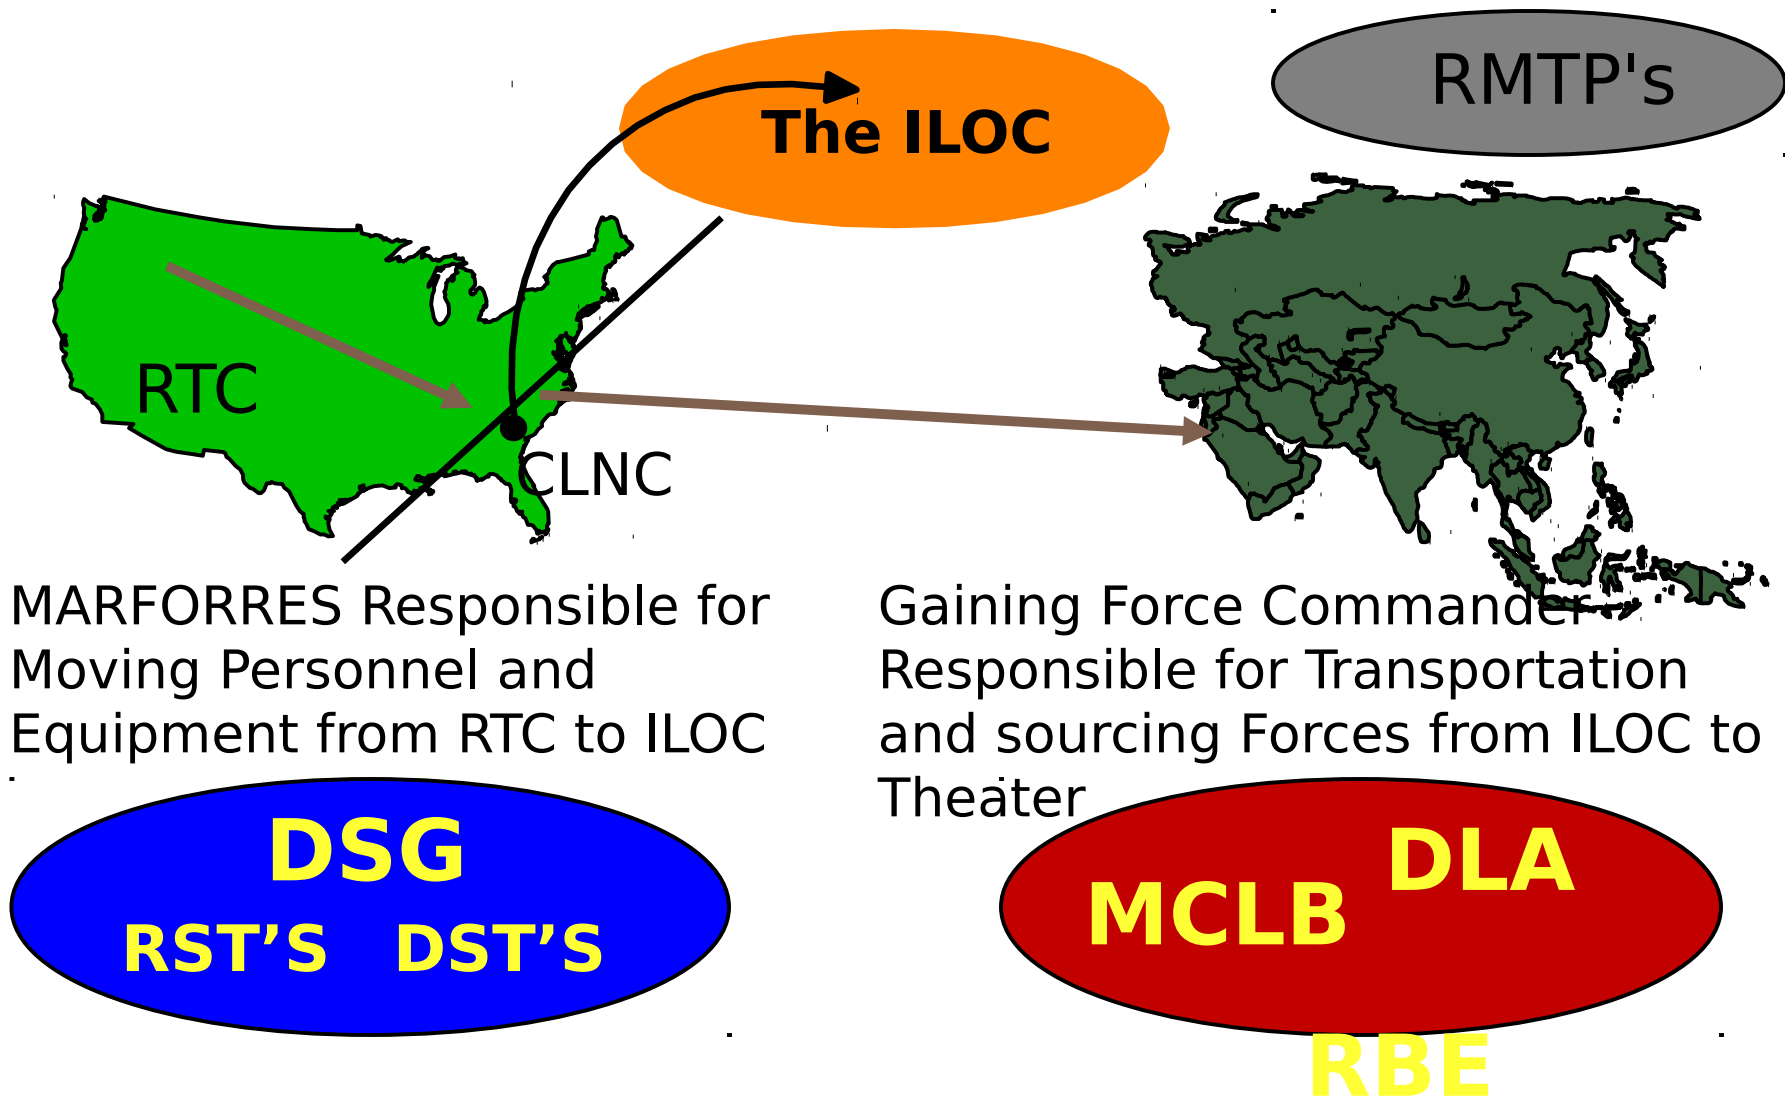 RMTP's
The ILOC
RTC
CLNC
MARFORRES Responsible for
Moving Personnel and
Equipment from RTC to ILOC
Gaining Force Commander
Responsible for Transportation
and sourcing Forces from ILOC to
Theater
DSG
RST’S DST’S
DLA
MCLB
RBE